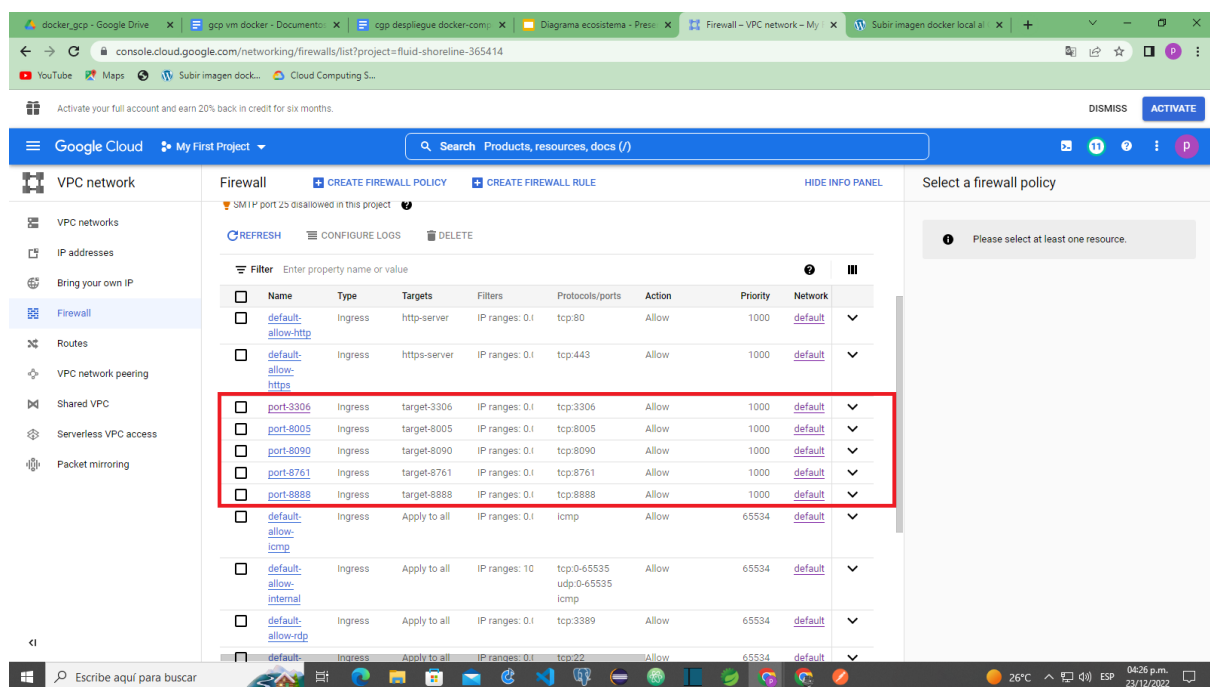 docker_gcp - Google Drive
gcp vm docker - Documento
cgp despliegue docker-comp
Diagrama ecosistema - Prese
Firewall – VPC network – My
Subir imagen docker local al
console.cloud.google.com/networking/firewalls/list?project=fluid-shoreline-365414
YouTube Maps Subir imagen dock... Cloud Computing S...
Activate your full account and earn 20% back in credit for six months.
DISMISS ACTIVATE
Google Cloud My First Project
Search Products, resources, docs (/)
11
p
VPC network
VPC networks
IP addresses
Bring your own IP
Firewall
Routes
VPC network peering
Shared VPC
Serverless VPC access
Packet mirroring
Firewall CREATE FIREWALL POLICY CREATE FIREWALL RULE HIDE INFO PANEL
SMTP port 25 disallowed in this project
REFRESH CONFIGURE LOGS DELETE
Filter Enter property name or value
Name Type Targets Filters Protocols/ports Action Priority Network
default-allow-http Ingress http-server IP ranges: 0.( tcp:80 Allow 1000 default
default-allow-https Ingress https-server IP ranges: 0.( tcp:443 Allow 1000 default
port-3306 Ingress target-3306 IP ranges: 0.( tcp:3306 Allow 1000 default
port-8005 Ingress target-8005 IP ranges: 0.( tcp:8005 Allow 1000 default
port-8090 Ingress target-8090 IP ranges: 0.( tcp:8090 Allow 1000 default
port-8761 Ingress target-8761 IP ranges: 0.( tcp:8761 Allow 1000 default
port-8888 Ingress target-8888 IP ranges: 0.( tcp:8888 Allow 1000 default
default-allow-icmp Ingress Apply to all IP ranges: 0.( icmp Allow 65534 default
default-allow-internal Ingress Apply to all IP ranges: 10 tcp:0-65535 udp:0-65535 icmp Allow 65534 default
default-allow-rdp Ingress Apply to all IP ranges: 0.( tcp:3389 Allow 65534 default
default- Ingress Apply to all IP ranges: 0.( tcp:22 Allow 65534 default
Select a firewall policy
Please select at least one resource.
Escribe aquí para buscar
26°C
ESP
04:26 p.m.
23/12/2022